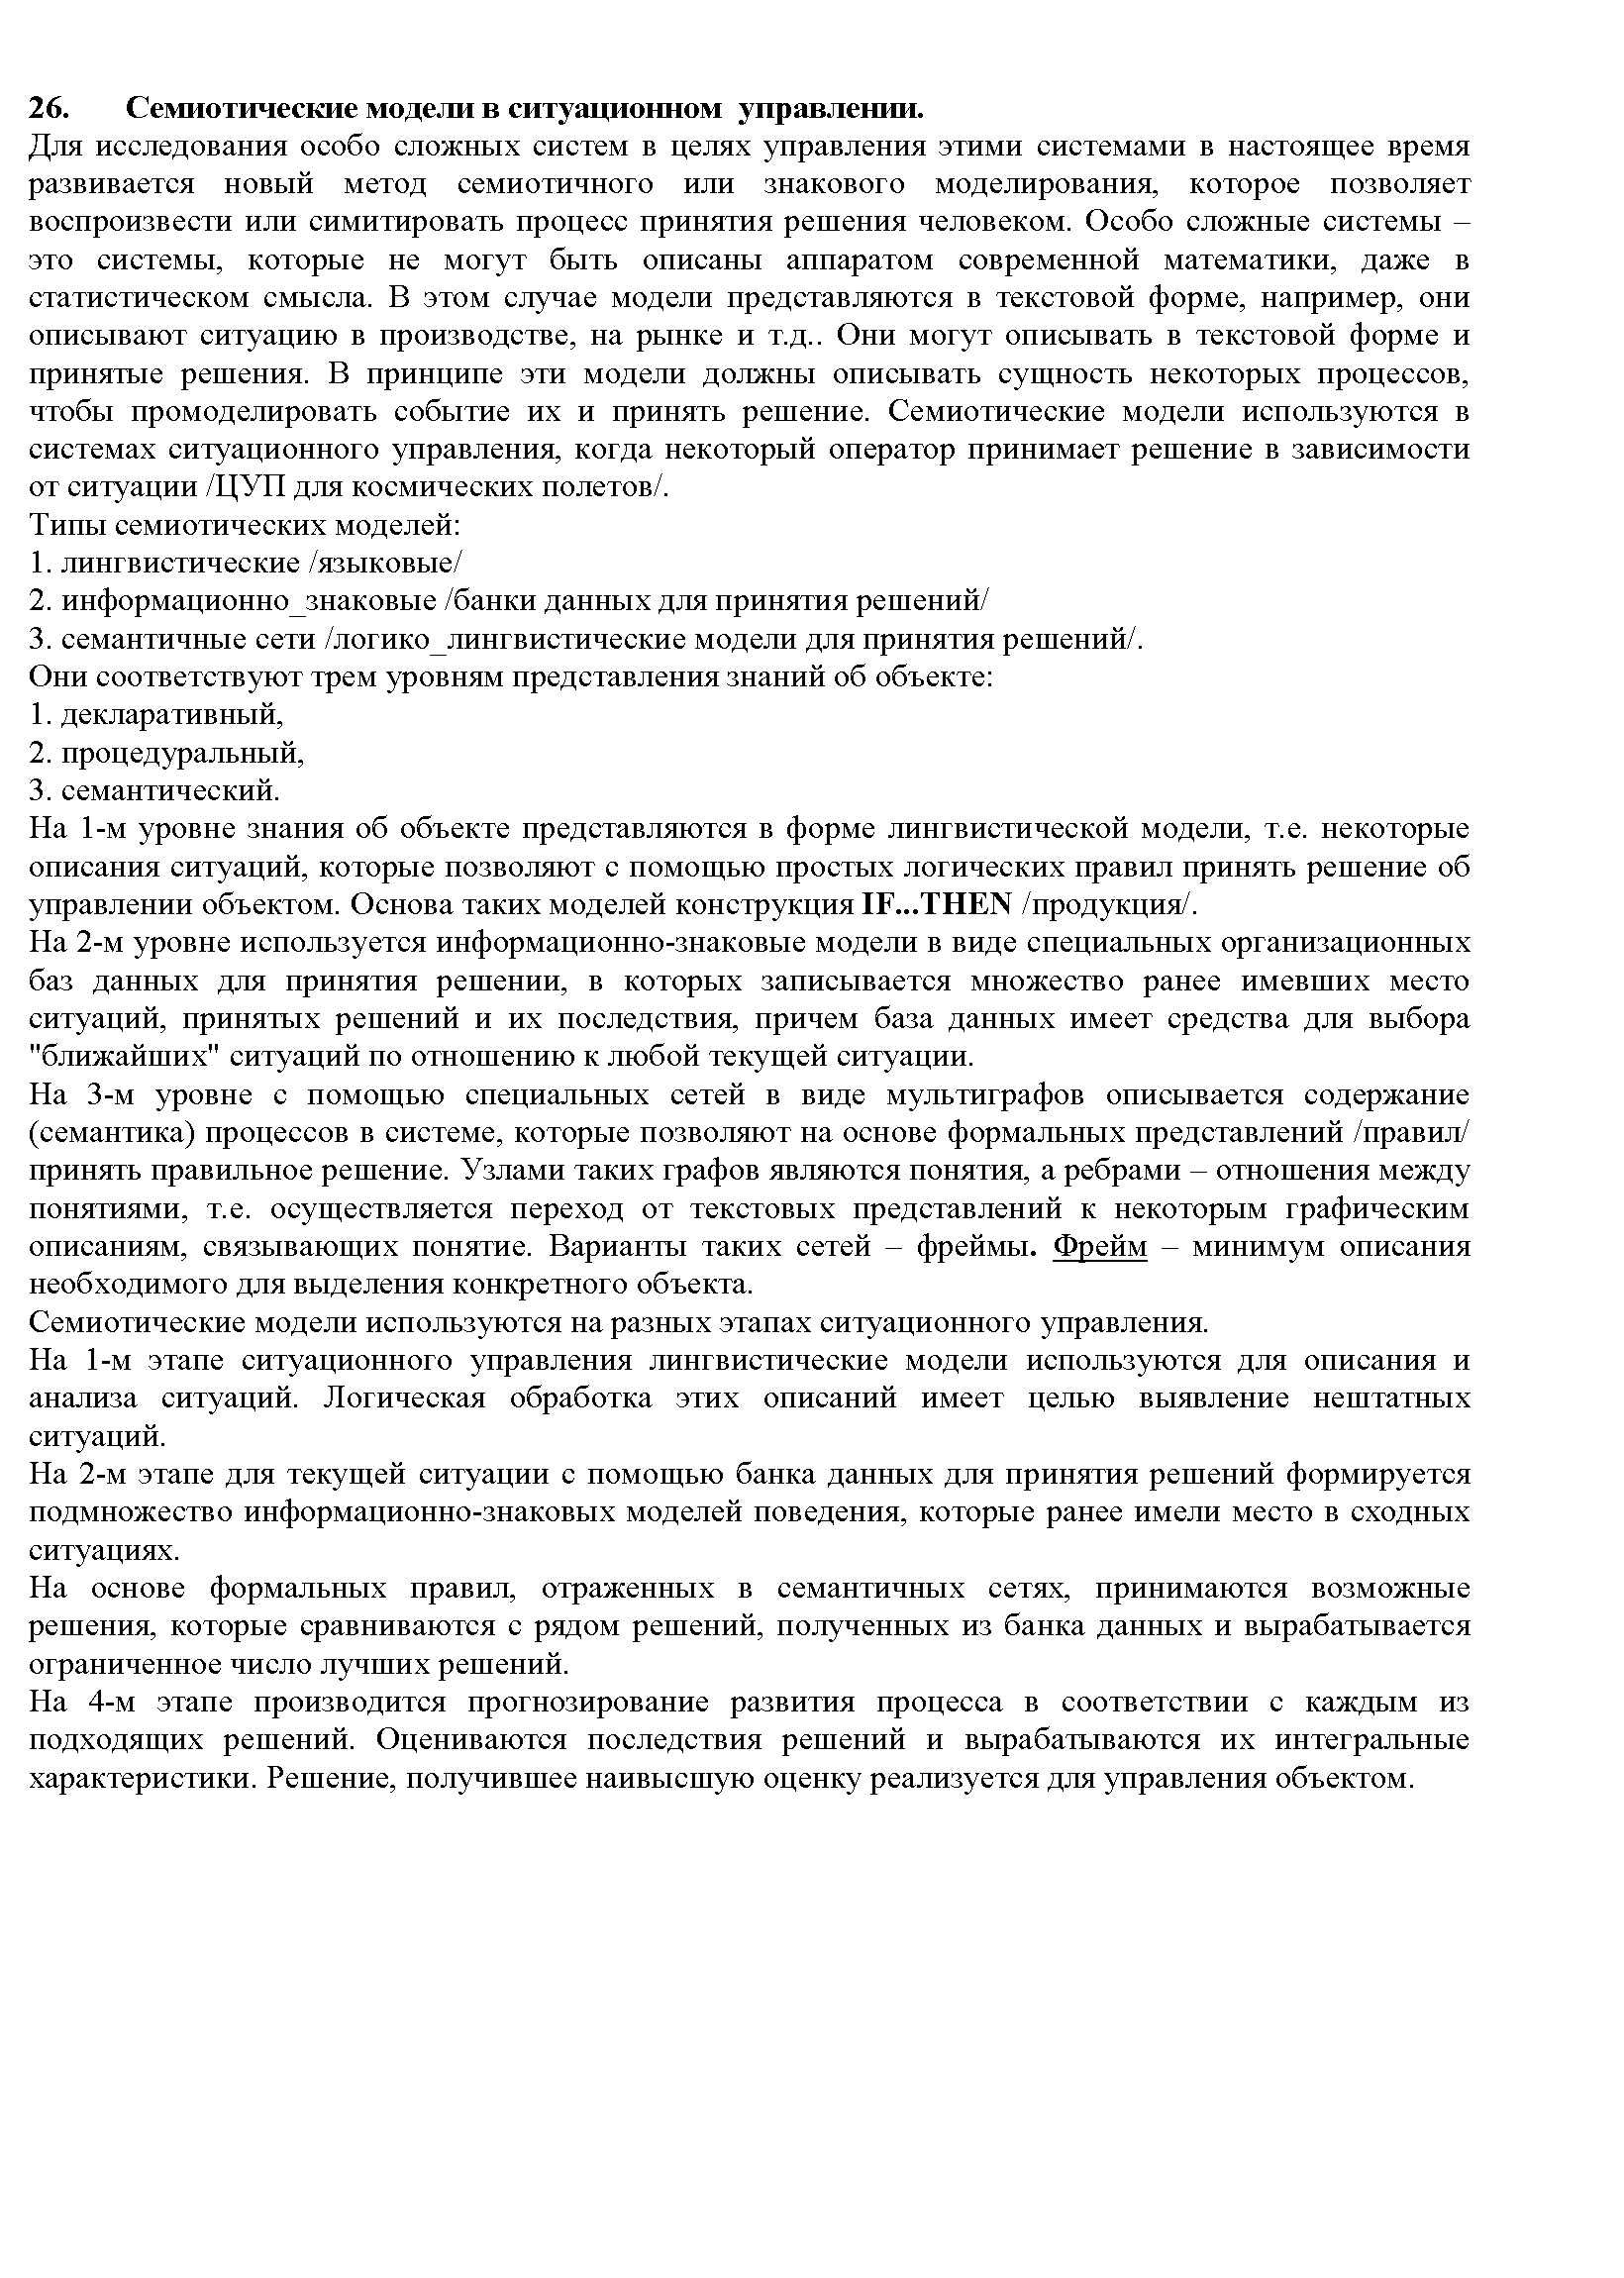 26. Семиотические модели в ситуационном управлении.
Для исследования особо сложных систем в целях управления этими системами в настоящее время
развивается новый метод семиотичного или знакового моделирования, которое позволяет
воспроизвести или симитировать процесс принятия решения человеком. Особо сложные системы –
это системы, которые не могут быть описаны аппаратом современной математики, даже в
статистическом смысла. В этом случае модели представляются в текстовой форме, например, они
описывают ситуацию в производстве, на рынке и т.д.. Они могут описывать в текстовой форме и
принятые решения. В принципе эти модели должны описывать сущность некоторых процессов,
чтобы промоделировать событие их и принять решение. Семиотические модели используются в
системах ситуационного управления, когда некоторый оператор принимает решение в зависимости
от ситуации /ЦУП для космических полетов/.
Типы семиотических моделей:
1. лингвистические /языковые/
2. информационно_знаковые /банки данных для принятия решений/
3. семантичные сети /логико_лингвистические модели для принятия решений/.
Они соответствуют трем уровням представления знаний об объекте:
1. декларативный,
2. процедуральный,
3. семантический.
На 1-м уровне знания об объекте представляются в форме лингвистической модели, т.е. некоторые
описания ситуаций, которые позволяют с помощью простых логических правил принять решение об
управлении объектом. Основа таких моделей конструкция IF...THEN /продукция/.
На 2-м уровне используется информационно-знаковые модели в виде специальных организационных
баз данных для принятия решении, в которых записывается множество ранее имевших место
ситуаций, принятых решений и их последствия, причем база данных имеет средства для выбора
"ближайших" ситуаций по отношению к любой текущей ситуации.
На 3-м уровне с помощью специальных сетей в виде мультиграфов описывается содержание
(семантика) процессов в системе, которые позволяют на основе формальных представлений /правил/
принять правильное решение. Узлами таких графов являются понятия, а ребрами – отношения между
понятиями, т.е. осуществляется переход от текстовых представлений к некоторым графическим
описаниям, связывающих понятие. Варианты таких сетей – фреймы. Фрейм – минимум описания
необходимого для выделения конкретного объекта.
Семиотические модели используются на разных этапах ситуационного управления.
На 1-м этапе ситуационного управления лингвистические модели используются для описания и
анализа ситуаций. Логическая обработка этих описаний имеет целью выявление нештатных
ситуаций.
На 2-м этапе для текущей ситуации с помощью банка данных для принятия решений формируется
подмножество информационно-знаковых моделей поведения, которые ранее имели место в сходных
ситуациях.
На основе формальных правил, отраженных в семантичных сетях, принимаются возможные
решения, которые сравниваются с рядом решений, полученных из банка данных и вырабатывается
ограниченное число лучших решений.
На 4-м этапе производится прогнозирование развития процесса в соответствии с каждым из
подходящих решений. Оцениваются последствия решений и вырабатываются их интегральные
характеристики. Решение, получившее наивысшую оценку реализуется для управления объектом.